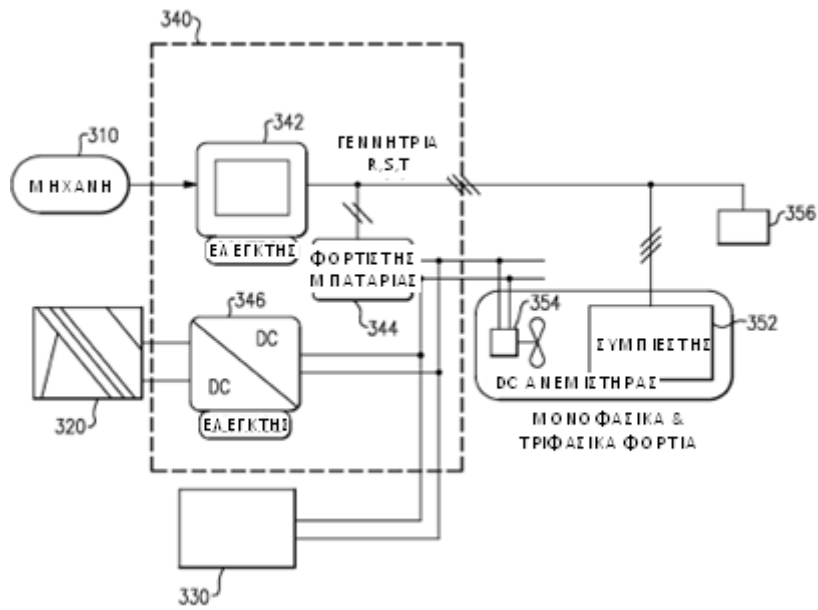 340
310
342
ΓΕΝΝΗΤΡΙΑ
R,S,T
ΜΗΧΑΝΗ
356
ΕΛΕΓΚΤΗΣ
ΦΟΡΤΙΣΤΗΣ
ΜΠΑΤΑΡΙΑΣ
346
344
354
352
DC
DC
ΣΥΜΠΙΕΣΤΗΣ
DC ΑΝΕΜΙΣΤΗΡΑΣ
320
ΕΛΕΓΚΤΗΣ
ΜΟΝΟΦΑΣΙΚΑ &
ΤΡΙΦΑΣΙΚΑ ΦΟΡΤΙΑ
330